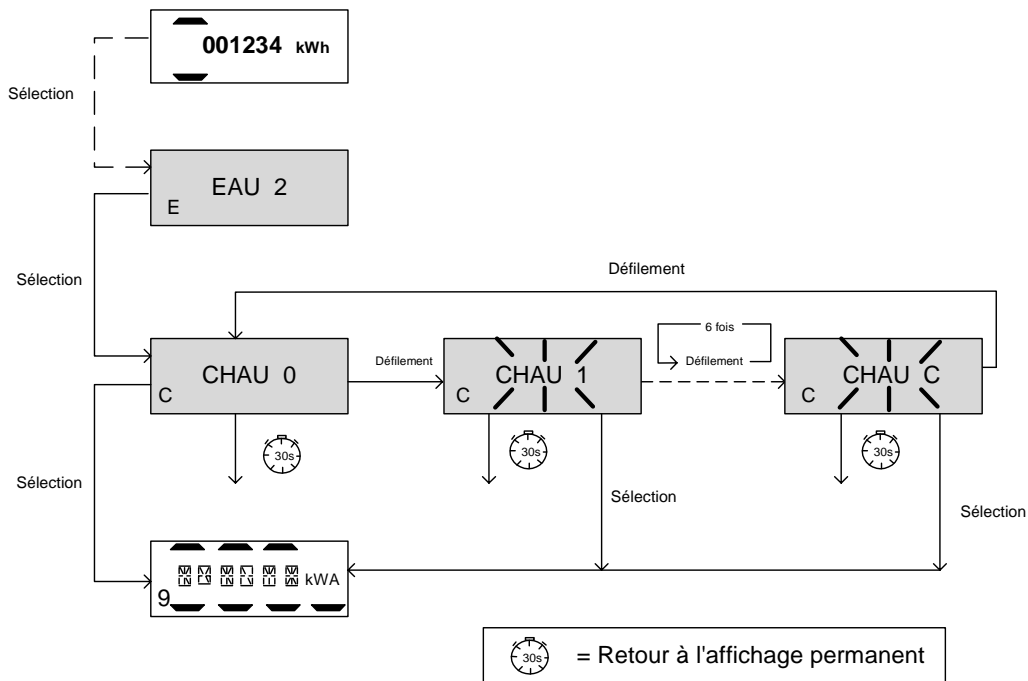 001234 kWh
Sélection
EAU 2
E
Sélection
Défilement
6 fois
Défilement
Défilement
CHAU 0
C
CHAU 1
C
CHAU C
C
30s
30s
30s
Sélection
Sélection
Sélection
kWA
9
30s
= Retour à l'affichage permanent